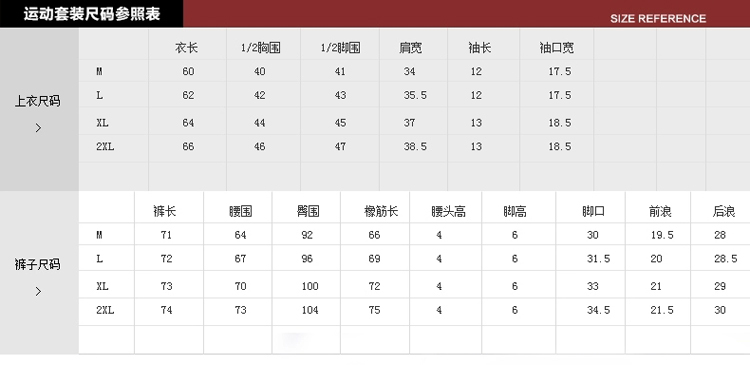 运动套装尺码参照表 SIZE REFERENCE
衣长 1/2胸围 1/2脚围 肩宽 袖长 袖口宽
M 60 40 41 34 12 17.5
L 62 42 43 35.5 12 17.5
上衣尺码
XL 64 44 45 37 13 18.5
2XL 66 46 47 38.5 13 18.5
裤长 腰围 臀围 橡筋长 腰头高 脚高 脚口 前浪 后浪
M 71 64 92 66 4 6 30 19.5 28
L 72 67 96 69 4 6 31.5 20 28.5
裤子尺码
XL 73 70 100 72 4 6 33 21 29
2XL 74 73 104 75 4 6 34.5 21.5 30